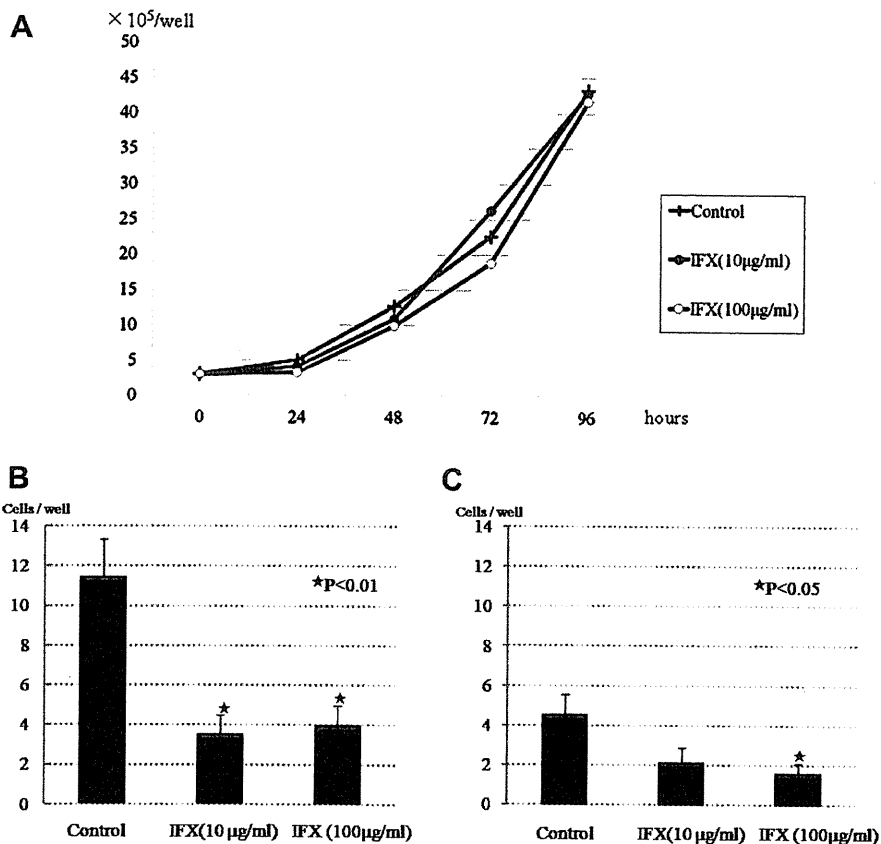 A
× 10⁵/well
50
45
40
35
30
25
20
15
10
5
0
0 24 48 72 96 hours
Control
IFX(10μg/ml)
IFX(100μg/ml)
B
Cells / well
14
12
10
8
6
4
2
0
★P<0.01
★
★
Control IFX(10 μg/ml) IFX (100μg/ml)
C
Cells / well
14
12
10
8
6
4
2
0
★P<0.05
★
Control IFX(10 μg/ml) IFX (100μg/ml)